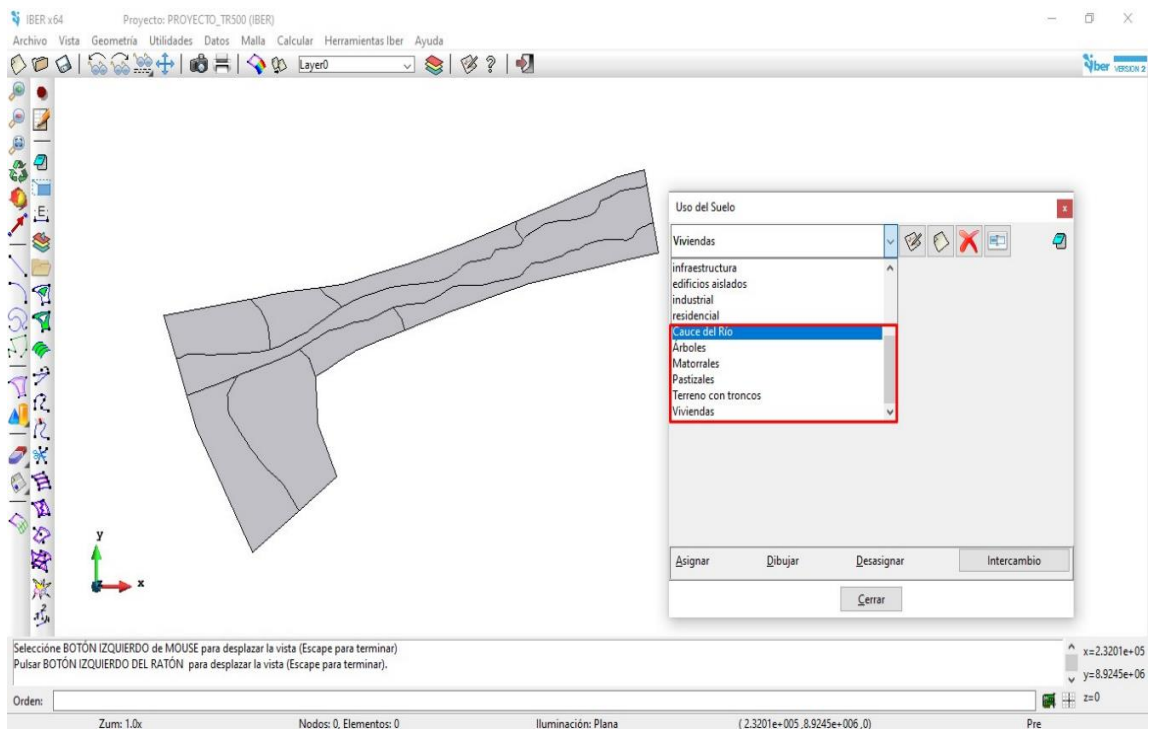 IBER x64 Proyecto: PROYECTO_TR500 (IBER)
Archivo Vista Geometría Utilidades Datos Malla Calcular Herramientas Iber Ayuda
Layer0
Iber VERSION 2
E
Uso del Suelo
x
Viviendas
infraestructura
edificios aislados
industrial
residencial
Cauce del Río
Arboles
Matorrales
Pastizales
Terreno con troncos
Viviendas
y
z x
Asignar Dibujar Desasignar Intercambio
Cerrar
Seleccióne BOTÓN IZQUIERDO de MOUSE para desplazar la vista (Escape para terminar)
Pulsar BOTÓN IZQUIERDO DEL RATÓN para desplazar la vista (Escape para terminar).
x=2.3201e+05
y=8.9245e+06
z=0
Orden:
Zum: 1.0x Nodos: 0, Elementos: 0 Iluminación: Plana ( 2.3201e+005 ,8.9245e+006 ,0) Pre